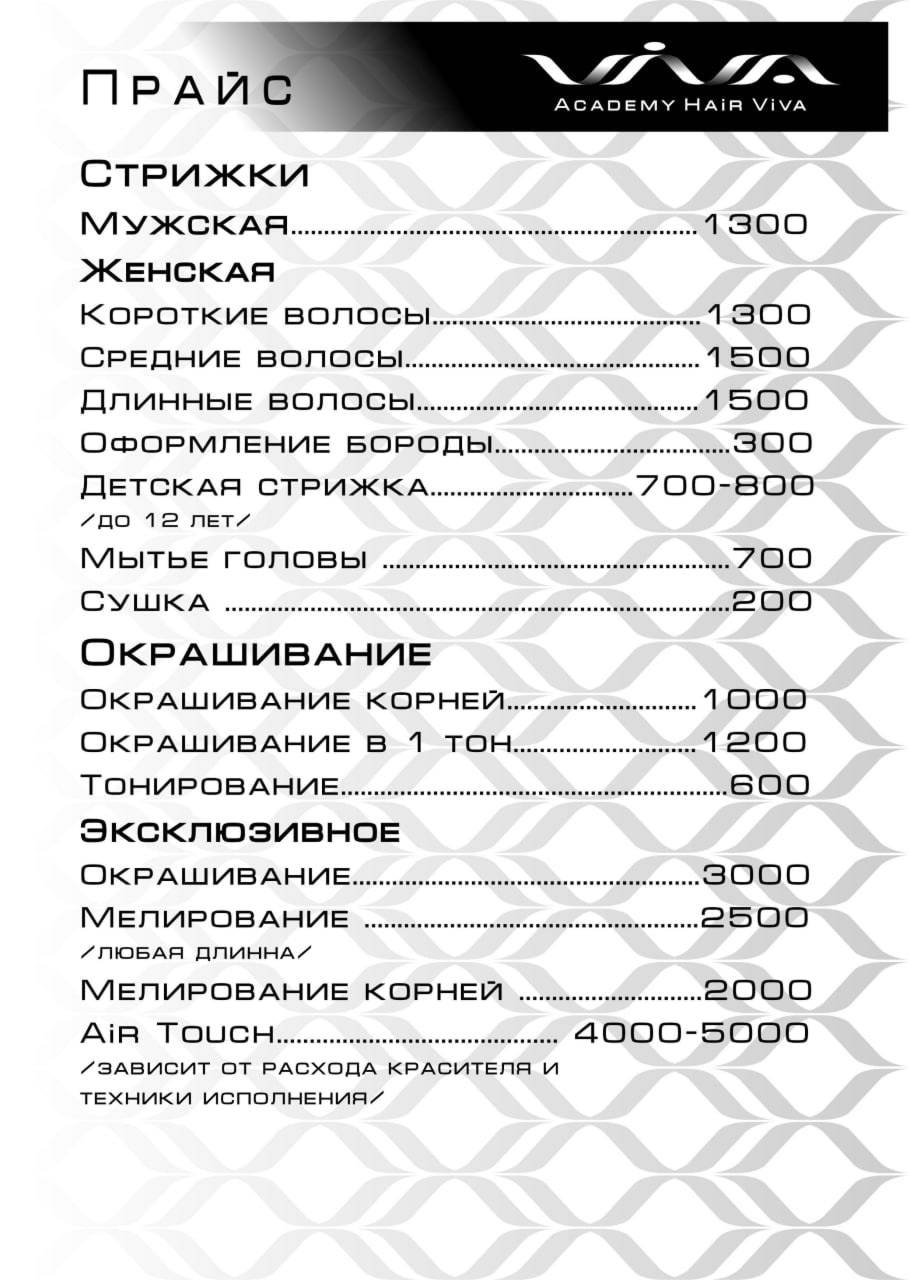 Прайс
ViVA
Academy Hair Viva
Стрижки
Мужская............................................................1300
Женская
Короткие волосы........................................1300
Средние волосы............................................1500
Длинные волосы..........................................1500
Оформление бороды...................................300
Детская стрижка..............................700-800
/до 12 лет/
Мытье головы ....................................................700
Сушка ............................................................................200
Окрашивание
Окрашивание корней............................1000
Окрашивание в 1 тон...........................1200
Тонирование..........................................................600
Эксклюзивное
Окрашивание....................................................3000
Мелирование ..................................................2500
/любая длинна/
Мелирование корней ...........................2000
Air Touch.......................................... 4000-5000
/зависит от расхода красителя и
техники исполнения/